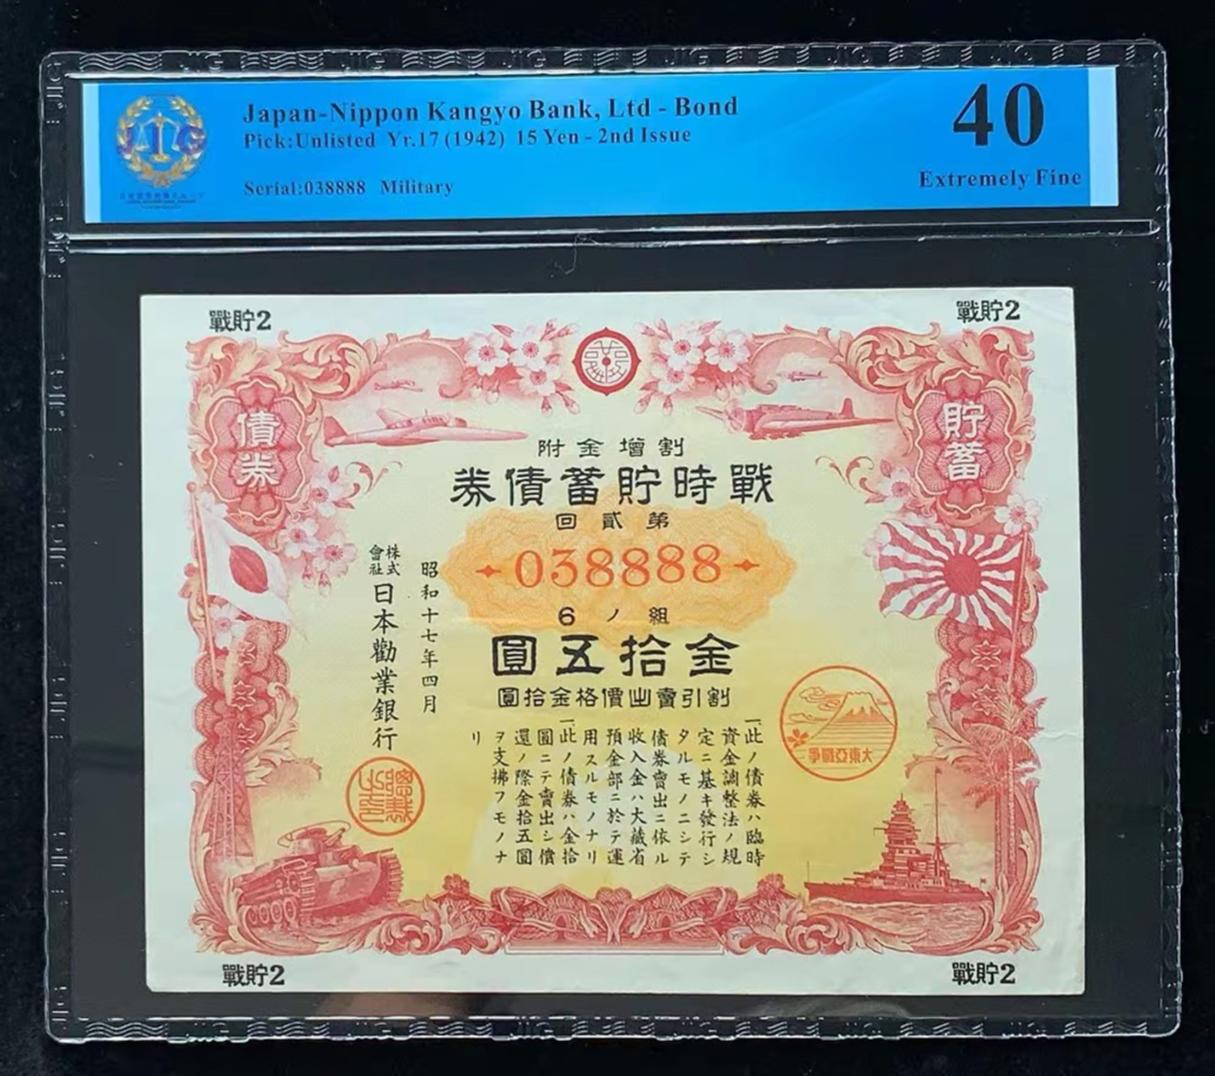 JTG
Japan-Nippon Kangyo Bank, Ltd - Bond
Pick:Unlisted Yr.17 (1942) 15 Yen - 2nd Issue
Serial:038888 Military
40
Extremely Fine
戰貯2
戰貯2
貯蓄
債券
割增金附
戰時貯蓄債券
第貳回
038888
組ノ6
金拾五圓
割引賣出價格金拾圓
大東亞戰爭
一、此ノ債券ハ臨時
資金調整法ノ規
定ニ基キ發行シ
タルモノニシテ
債券賣出ニ依ル
收入金ハ大藏省
預金部ニ於テ運
用スルモノナリ
一、此ノ債券ハ金拾
圓ニテ賣出シ償
還ノ際金拾五圓
ヲ支拂フモノナ
リ
昭和十七年四月
株式會社日本勸業銀行
總裁之印
戰貯2
戰貯2